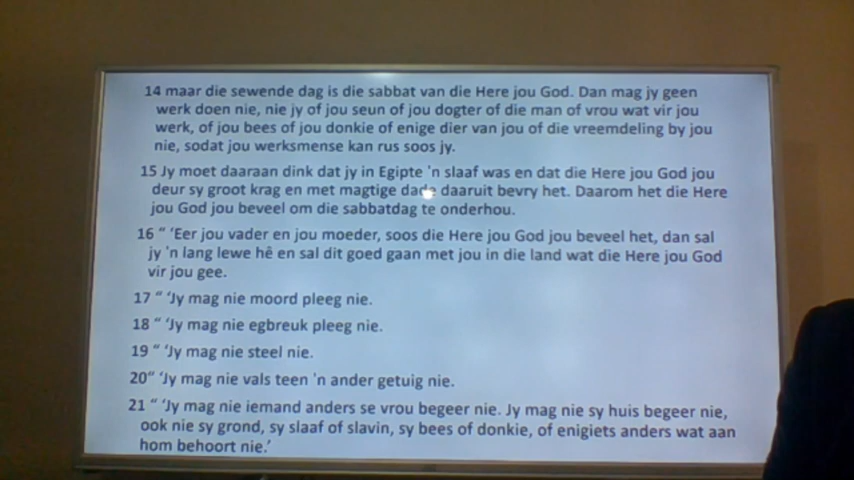 14 maar die sewende dag is die sabbat van die Here jou God. Dan mag jy geen
werk doen nie, nie jy of jou seun of jou dogter of die man of vrou wat vir jou
werk, of jou bees of jou donkie of enige dier van jou of die vreemdeling by jou
nie, sodat jou werksmense kan rus soos jy.
15 Jy moet daaraan dink dat jy in Egipte 'n slaaf was en dat die Here jou God jou
deur sy groot krag en met magtige dade daaruit bevry het. Daarom het die Here
jou God jou beveel om die sabbatdag te onderhou.
16 “ ‘Eer jou vader en jou moeder, soos die Here jou God jou beveel het, dan sal
jy 'n lang lewe hê en sal dit goed gaan met jou in die land wat die Here jou God
vir jou gee.
17 “ ‘Jy mag nie moord pleeg nie.
18 “ ‘Jy mag nie egbreuk pleeg nie.
19 “ ‘Jy mag nie steel nie.
20“ ‘Jy mag nie vals teen 'n ander getuig nie.
21 “ ‘Jy mag nie iemand anders se vrou begeer nie. Jy mag nie sy huis begeer nie,
ook nie sy grond, sy slaaf of slavin, sy bees of donkie, of enigiets anders wat aan
hom behoort nie.’